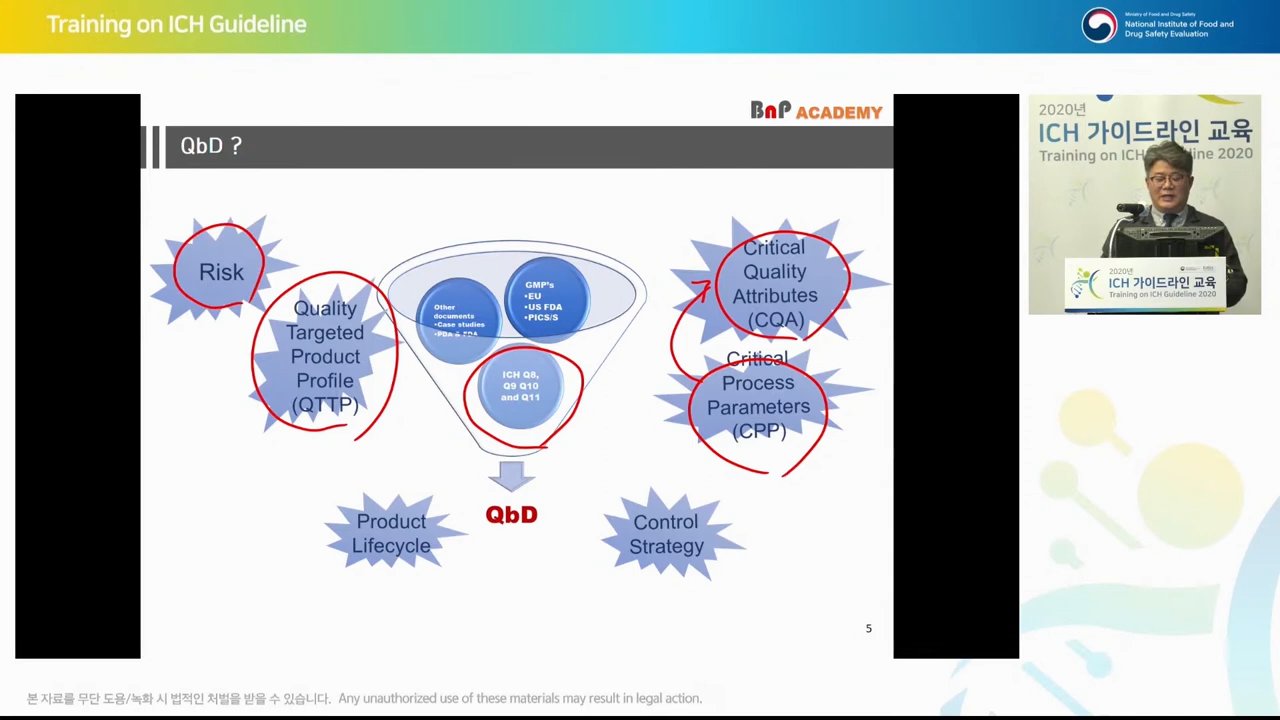 Training on ICH Guideline
Ministry of Food and Drug Safety
National Institute of Food and
Drug Safety Evaluation
BnP ACADEMY
QbD ?
Risk
Quality
Targeted
Product
Profile
(QTTP)
Other
documents
•Case studies
•PDA & FDA
GMP's
•EU
•US FDA
•PICS/S
ICH Q8,
Q9 Q10
and Q11
Critical
Quality
Attributes
(CQA)
Critical
Process
Parameters
(CPP)
Product
Lifecycle
QbD
Control
Strategy
5
2020년
ICH 가이드라인 교육
Training on ICH Guideline 2020
2020년
ICH 가이드라인 교육
Training on ICH Guideline 2020
본 자료를 무단 도용/녹화 시 법적인 처벌을 받을 수 있습니다. Any unauthorized use of these materials may result in legal action.